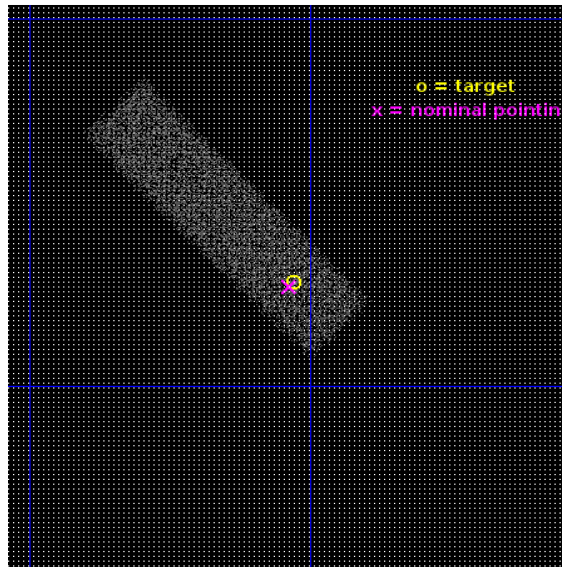 o = target
x = nominal pointin